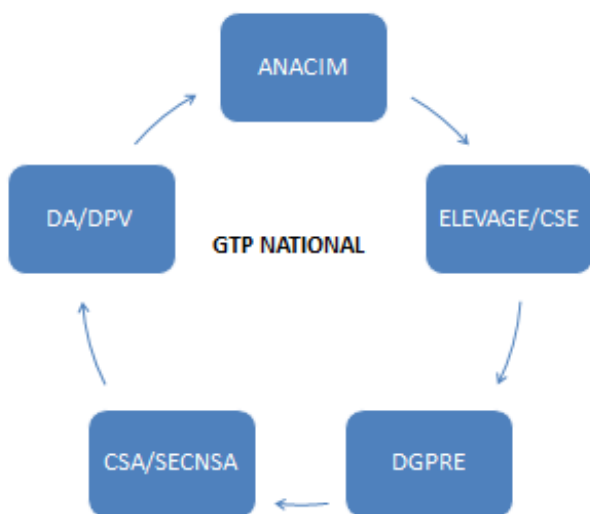 ANACIM
DA/DPV
ELEVAGE/CSE
GTP NATIONAL
CSA/SECNSA
DGPRE